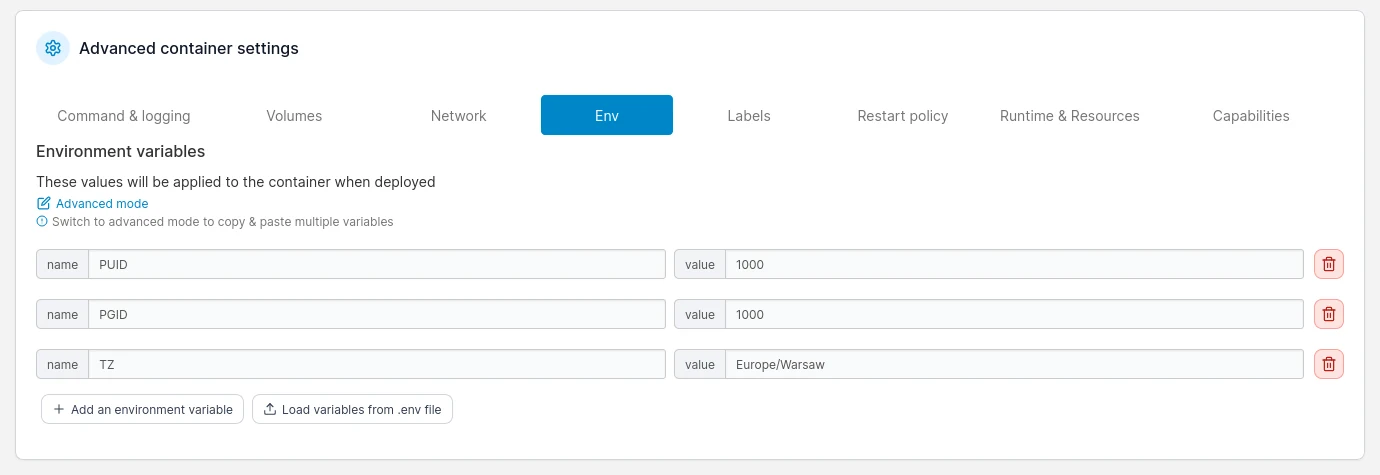 Advanced container settings
Command & logging Volumes Network Env Labels Restart policy Runtime & Resources Capabilities
Environment variables
These values will be applied to the container when deployed
Advanced mode
Switch to advanced mode to copy & paste multiple variables
name PUID value 1000
name PGID value 1000
name TZ value Europe/Warsaw
Add an environment variable Load variables from .env file